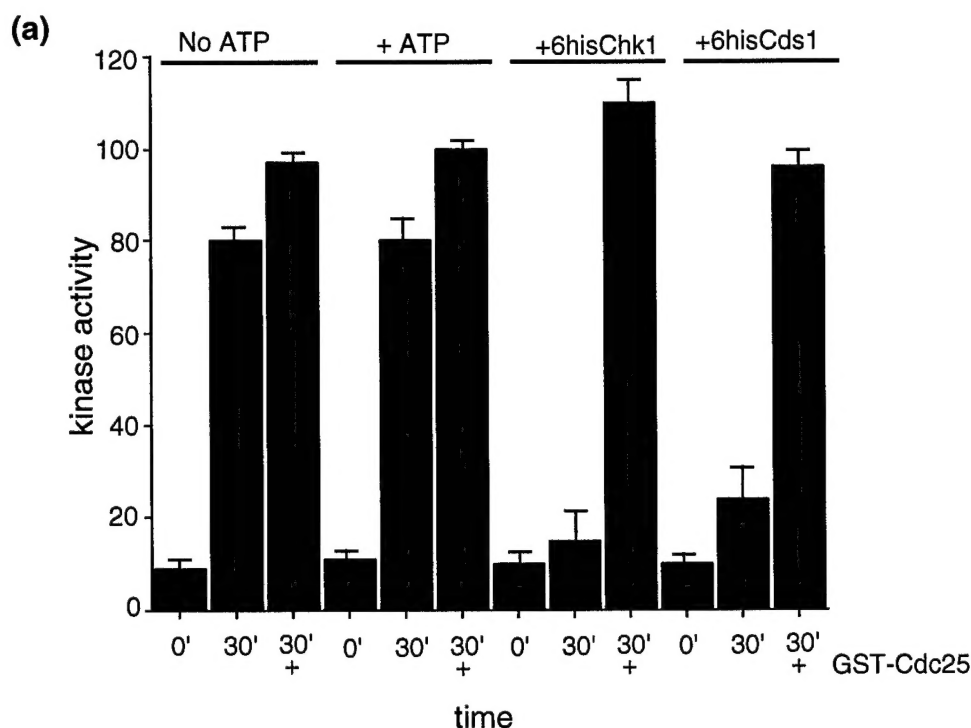 (a)
No ATP + ATP +6hisChk1 +6hisCds1
120
100
80
60
40
20
0
kinase activity
0' 30' 30' 0' 30' 30' 0' 30' 30' 0' 30' 30'
+ + + + GST-Cdc25
time